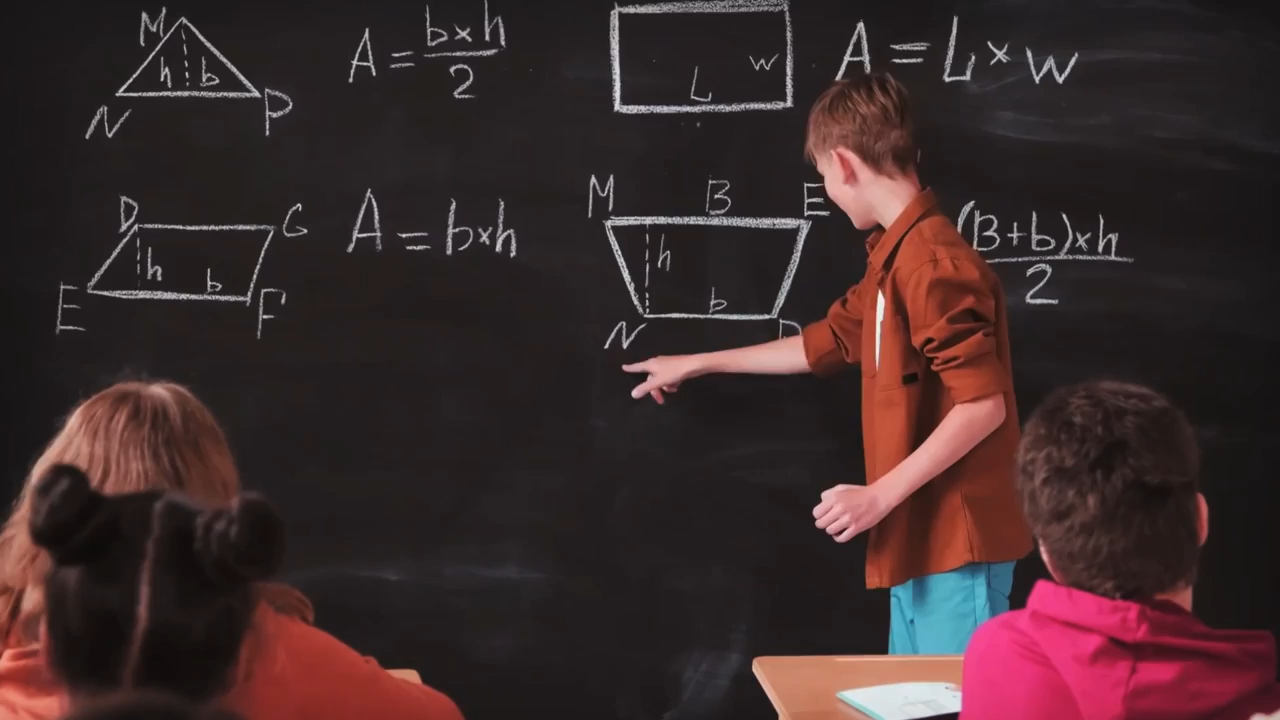 M
h b
N P
A = b×h / 2
W
L
A = L × W
D G
h b
E F
A = b×h
M B E
h
b
N D
(B+b)×h / 2